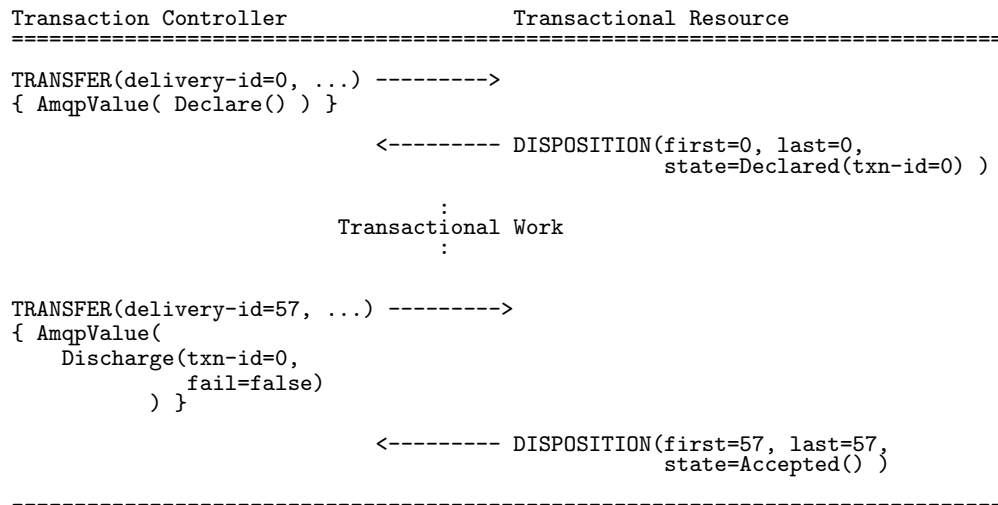 Transaction Controller                  Transactional Resource
================================================================================
TRANSFER(delivery-id=0, ...) --------->
{ AmqpValue( Declare() ) }
                             <--------- DISPOSITION(first=0, last=0,
                                                    state=Declared(txn-id=0) )
                                  :
                          Transactional Work
                                  :
TRANSFER(delivery-id=57, ...) --------->
{ AmqpValue(
    Discharge(txn-id=0,
              fail=false)
           ) }
                             <--------- DISPOSITION(first=57, last=57,
                                                    state=Accepted() )
--------------------------------------------------------------------------------